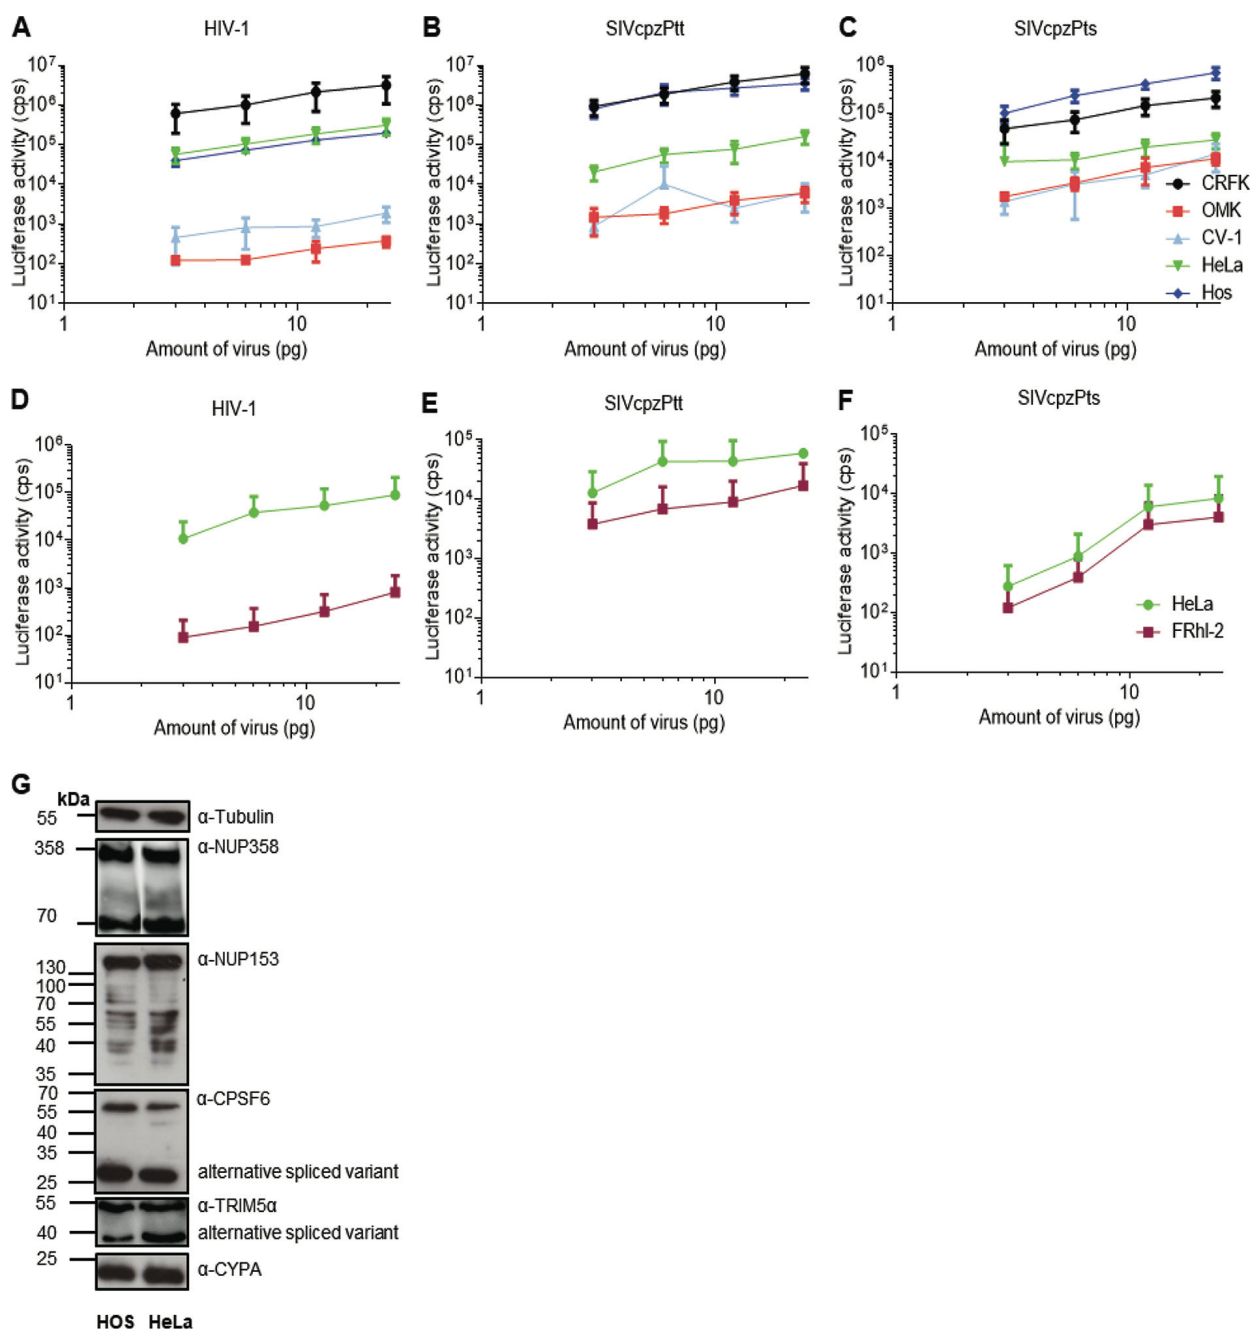 A
HIV-1
Luciferase activity (cps)
10⁷
10⁶
10⁵
10⁴
10³
10²
10¹
1
10
Amount of virus (pg)
B
SIVcpzPtt
Luciferase activity (cps)
10⁷
10⁶
10⁵
10⁴
10³
10²
10¹
1
10
Amount of virus (pg)
C
SIVcpzPts
Luciferase activity (cps)
10⁶
10⁵
10⁴
10³
10²
10¹
1
10
Amount of virus (pg)
CRFK
OMK
CV-1
HeLa
Hos
D
HIV-1
Luciferase activity (cps)
10⁶
10⁵
10⁴
10³
10²
10¹
1
10
Amount of virus (pg)
E
SIVcpzPtt
Luciferase activity (cps)
10⁵
10⁴
10³
10²
10¹
1
10
Amount of virus (pg)
F
SIVcpzPts
Luciferase activity (cps)
10⁵
10⁴
10³
10²
10¹
1
10
Amount of virus (pg)
HeLa
FRhl-2
G
kDa
55
α-Tubulin
358
α-NUP358
70
α-NUP153
130
100
70
55
40
35
70
α-CPSF6
55
40
35
alternative spliced variant
25
55
α-TRIM5α
40
alternative spliced variant
25
α-CYPA
HOS HeLa